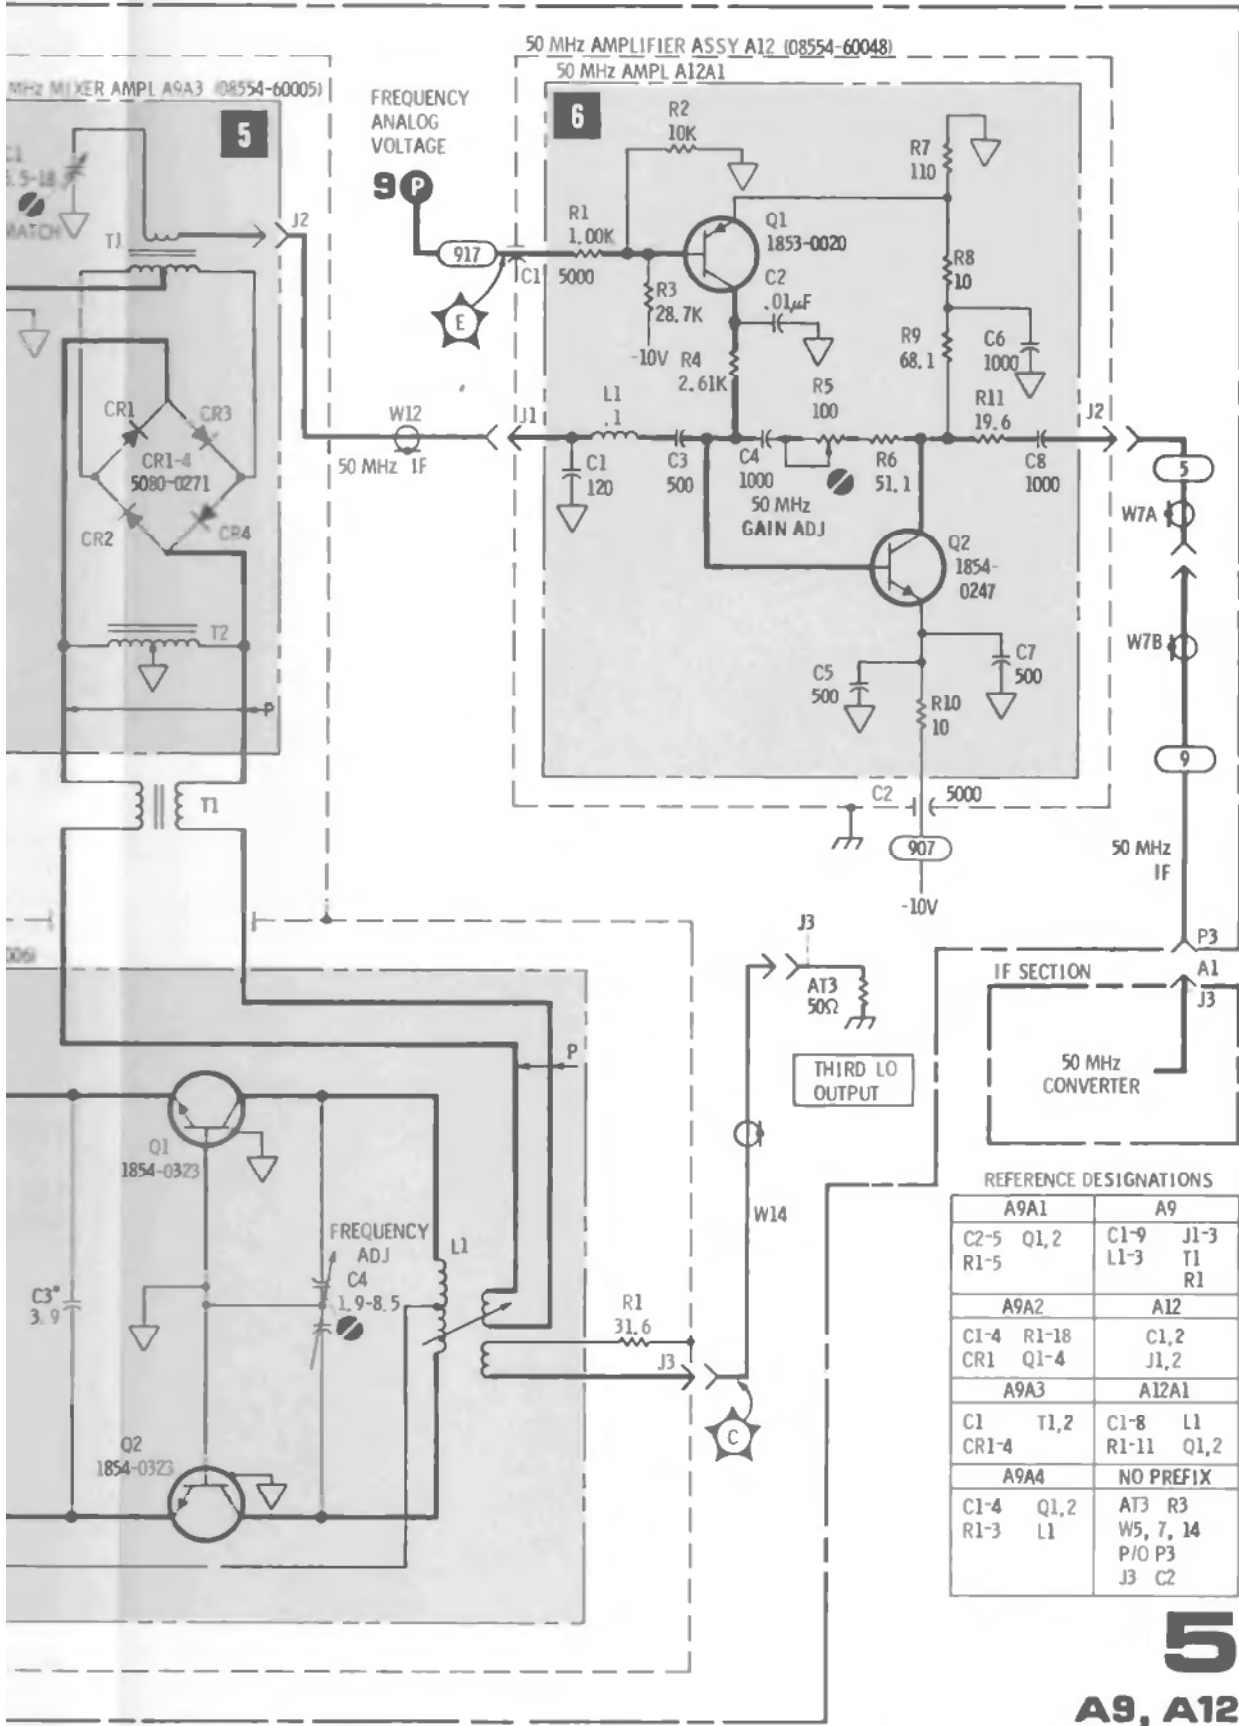 50 MHz AMPLIFIER ASSY A12 (08554-60048)
50 MHz AMPL A12A1
MHz MIXER AMPL A9A3 (08554-60005)
5
6
FREQUENCY
ANALOG
VOLTAGE
9 P
917
C1
5000
E
R1
1.00K
R2
10K
R3
28.7K
-10V
Q1
1853-0020
C2
.01µF
R4
2.61K
R5
100
R7
110
R8
10
R9
68.1
C6
1000
R11
19.6
J2
L1
.1
J1
C1
120
C3
500
C4
1000
50 MHz
GAIN ADJ
R6
51.1
C8
1000
Q2
1854-
0247
C5
500
C7
500
R10
10
C2
5000
907
-10V
5
W7A
W7B
9
50 MHz
IF
P3
A1
J3
IF SECTION
50 MHz
CONVERTER
C1
5-18
MATCH
T1
J2
W12
50 MHz IF
CR1
CR3
CR1-4
5080-0271
CR2
CR4
T2
P
T1
006)
P
Q1
1854-0323
FREQUENCY
ADJ
C4
1.9-8.5
L1
C3*
3.9
Q2
1854-0323
R1
31.6
J3
C
W14
J3
AT3
50Ω
THIRD LO
OUTPUT
REFERENCE DESIGNATIONS
A9A1
C2-5 Q1,2
R1-5
A9
C1-9 J1-3
L1-3 T1
R1
A9A2
C1-4 R1-18
CR1 Q1-4
A12
C1,2
J1,2
A9A3
C1 T1,2
CR1-4
A12A1
C1-8 L1
R1-11 Q1,2
A9A4
C1-4 Q1,2
R1-3 L1
NO PREFIX
AT3 R3
W5, 7, 14
P/O P3
J3 C2
5
A9, A12